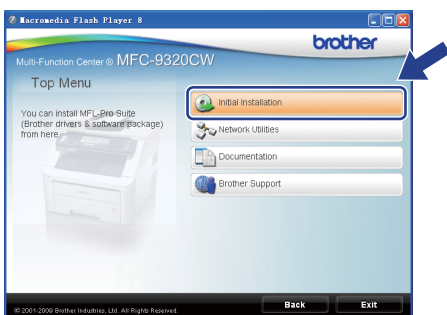 Macromedia Flash Player 8
brother
Multi-Function Center ® MFC-9320CW
Top Menu
You can install MFL-Pro Suite
(Brother drivers & software package)
from here.
Initial Installation
Network Utilities
Documentation
Brother Support
© 2001-2009 Brother Industries, Ltd. All Rights Reserved.
Back
Exit